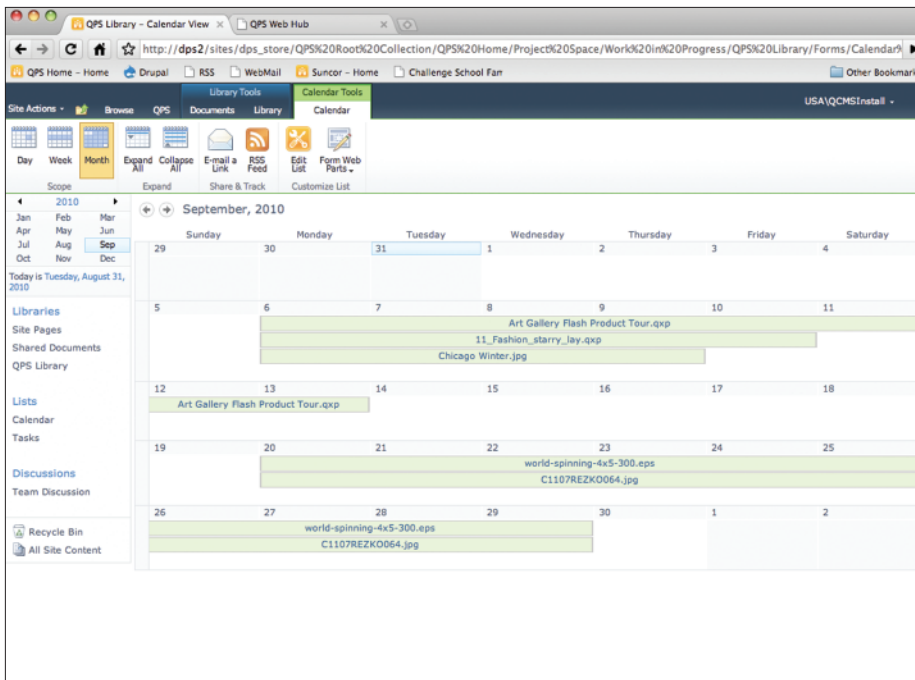 QPS Library – Calendar View
QPS Web Hub
http://dps2/sites/dps_store/QPS%20Root%20Collection/QPS%20Home/Project%20Space/Work%20in%20Progress/QPS%20Library/Forms/Calendar%
QPS Home – Home Drupal RSS WebMail Suncor – Home Challenge School Fan Other Bookmark
Library Tools Calendar Tools
Site Actions Browse QPS Documents Library Calendar USA\QCMSInstall
Day Week Month Expand All Collapse All E-mail a Link RSS Feed Edit List Form Web Parts
Scope Expand Share & Track Customize List
2010
Jan Feb Mar
Apr May Jun
Jul Aug Sep
Oct Nov Dec
Today is Tuesday, August 31, 2010
Libraries
Site Pages
Shared Documents
QPS Library
Lists
Calendar
Tasks
Discussions
Team Discussion
Recycle Bin
All Site Content
September, 2010
Sunday Monday Tuesday Wednesday Thursday Friday Saturday
29 30 31 1 2 3 4
5 6 7 8 9 10 11
Art Gallery Flash Product Tour.qxp
11_Fashion_starry_lay.qxp
Chicago Winter.jpg
12 13 14 15 16 17 18
Art Gallery Flash Product Tour.qxp
19 20 21 22 23 24 25
world-spinning-4x5-300.eps
C1107REZKO064.jpg
26 27 28 29 30 1 2
world-spinning-4x5-300.eps
C1107REZKO064.jpg